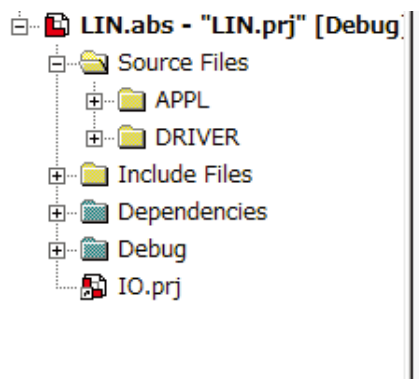 LIN.abs - "LIN.prj" [Debug]
Source Files
APPL
DRIVER
Include Files
Dependencies
Debug
IO.prj